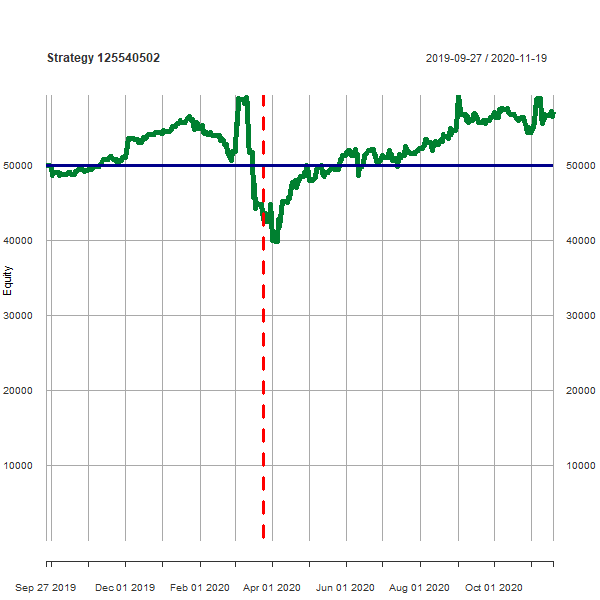 Strategy 125540502
2019-09-27 / 2020-11-19
50000
50000
40000
40000
Equity
30000
30000
20000
20000
10000
10000
Sep 27 2019
Dec 01 2019
Feb 01 2020
Apr 01 2020
Jun 01 2020
Aug 01 2020
Oct 01 2020